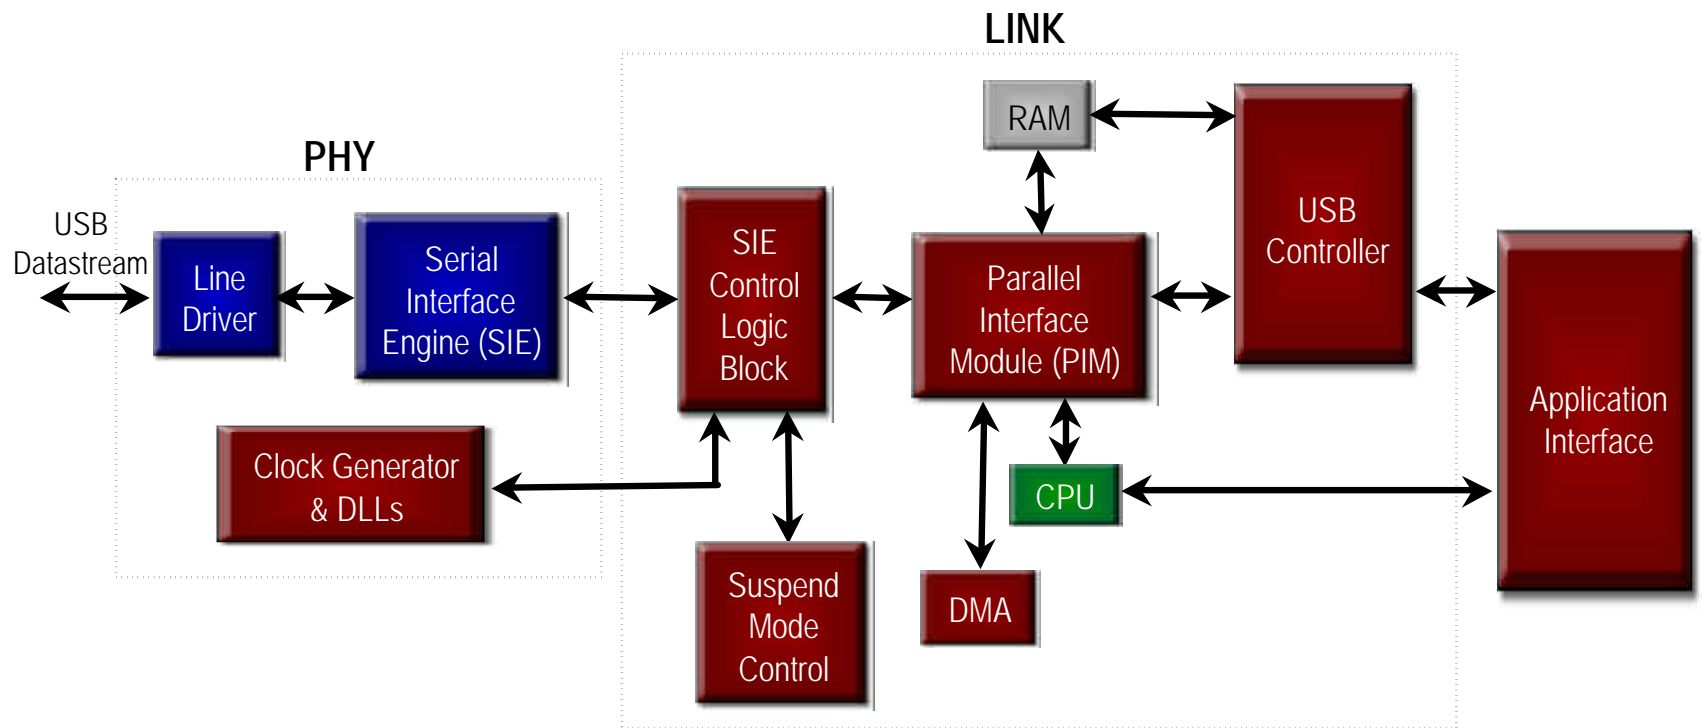 LINK
PHY
USB
Datastream
Line
Driver
Serial
Interface
Engine (SIE)
Clock Generator
& DLLs
SIE
Control
Logic
Block
Suspend
Mode
Control
RAM
Parallel
Interface
Module (PIM)
CPU
DMA
USB
Controller
Application
Interface